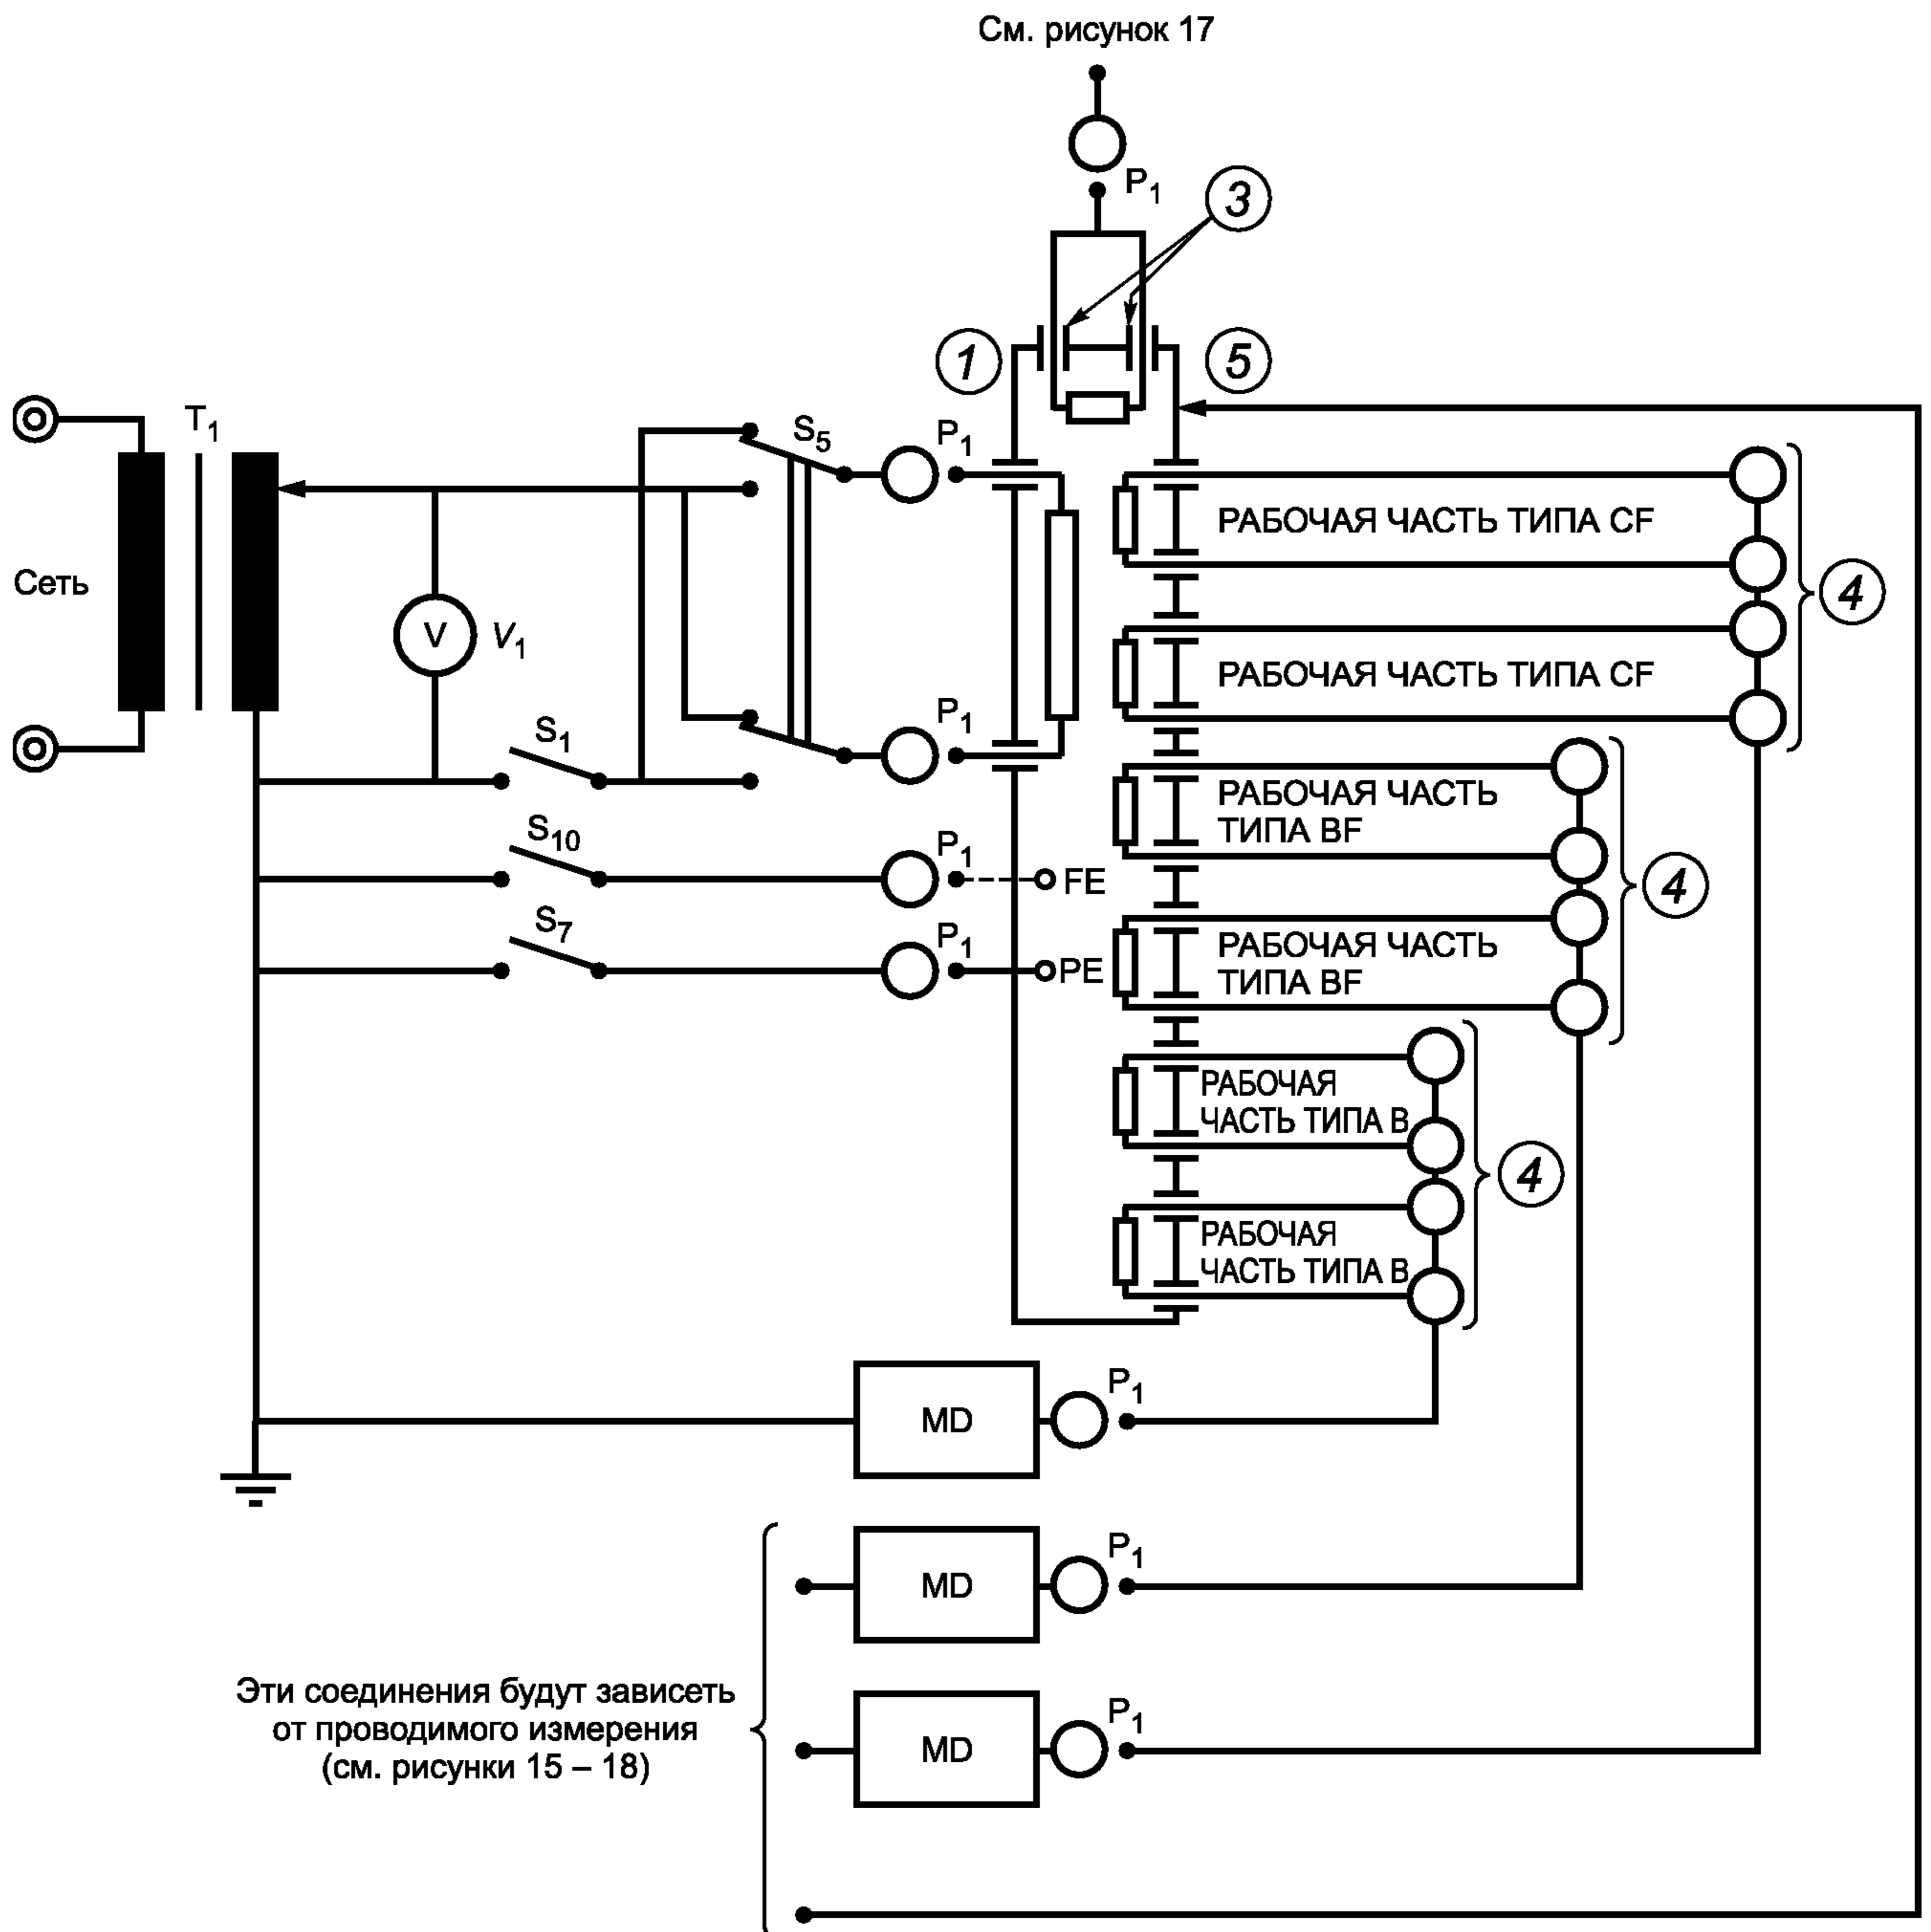 См. рисунок 17
P1
3
1
5
T1
S5
P1
РАБОЧАЯ ЧАСТЬ ТИПА CF
4
Сеть
V
V1
РАБОЧАЯ ЧАСТЬ ТИПА CF
S1
P1
РАБОЧАЯ ЧАСТЬ
ТИПА BF
4
S10
P1
FE
S7
P1
PE
РАБОЧАЯ ЧАСТЬ
ТИПА BF
РАБОЧАЯ
ЧАСТЬ ТИПА B
4
РАБОЧАЯ
ЧАСТЬ ТИПА B
MD
P1
MD
P1
Эти соединения будут зависеть
от проводимого измерения
(см. рисунки 15 – 18)
MD
P1